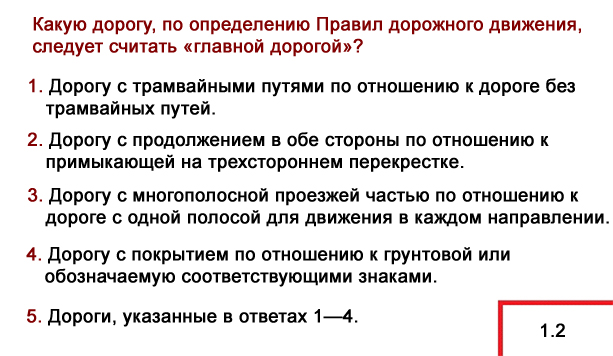 Какую дорогу, по определению Правил дорожного движения,
следует считать «главной дорогой»?
1. Дорогу с трамвайными путями по отношению к дороге без
трамвайных путей.
2. Дорогу с продолжением в обе стороны по отношению к
примыкающей на трехстороннем перекрестке.
3. Дорогу с многополосной проезжей частью по отношению к
дороге с одной полосой для движения в каждом направлении.
4. Дорогу с покрытием по отношению к грунтовой или
обозначаемую соответствующими знаками.
5. Дороги, указанные в ответах 1—4.
1.2